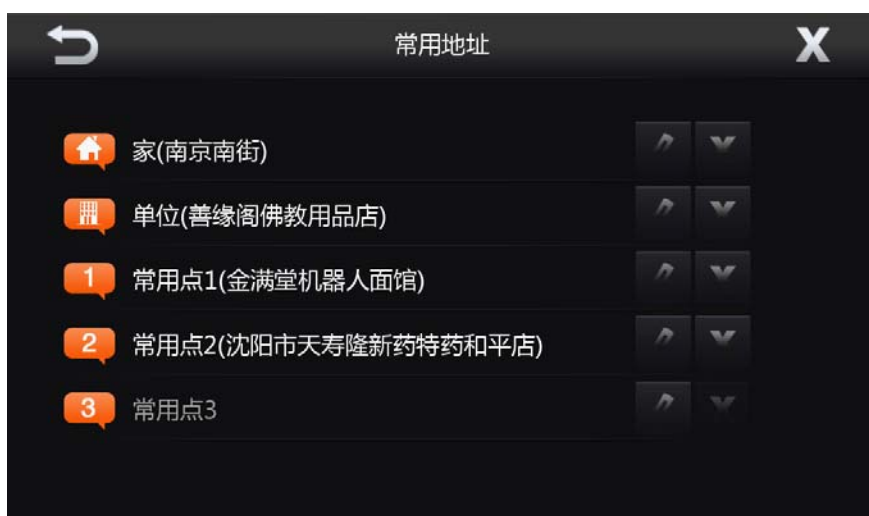 常用地址
X
家(南京南街)
单位(善缘阁佛教用品店)
1 常用点1(金满堂机器人面馆)
2 常用点2(沈阳市天寿隆新药特药和平店)
3 常用点3